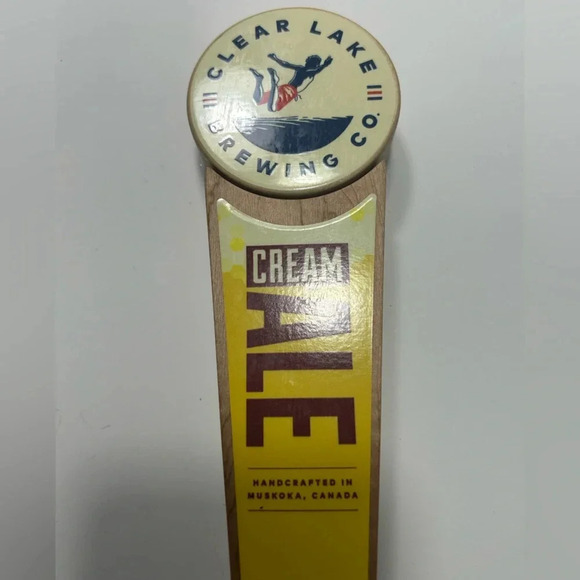 CLEAR LAKE
BREWING CO.
CREAM
ALE
HANDCRAFTED IN
MUSKOKA, CANADA